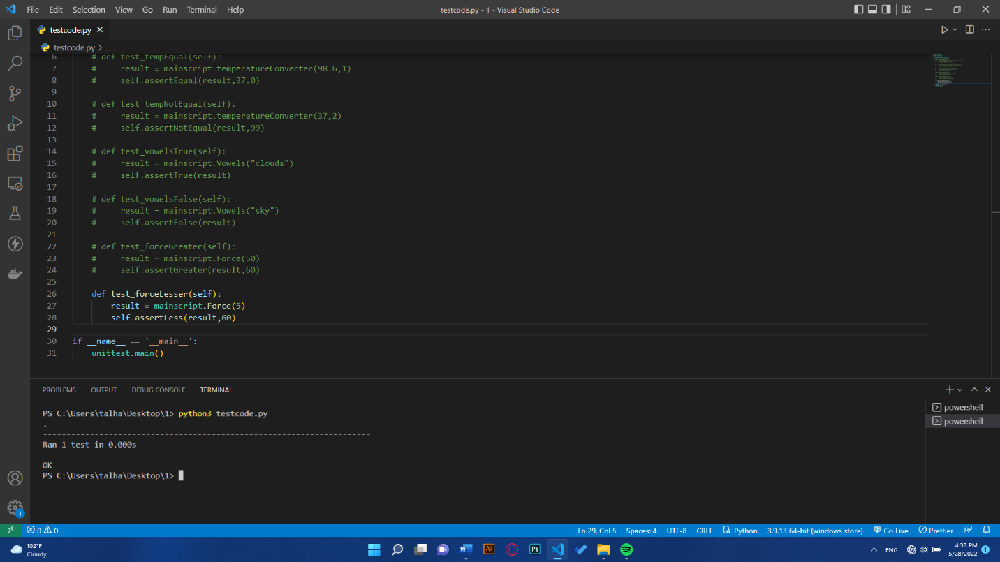 File Edit Selection View Go Run Terminal Help testcode.py - 1 - Visual Studio Code
testcode.py
testcode.py > ...
6 # def test_tempEqual(self):
7 # result = mainscript.temperatureConverter(98.6,1)
8 # self.assertEqual(result,37.0)
9
10 # def test_tempNotEqual(self):
11 # result = mainscript.temperatureConverter(37,2)
12 # self.assertNotEqual(result,99)
13
14 # def test_vowelsTrue(self):
15 # result = mainscript.Vowels("clouds")
16 # self.assertTrue(result)
17
18 # def test_vowelsFalse(self):
19 # result = mainscript.Vowels("sky")
20 # self.assertFalse(result)
21
22 # def test_forceGreater(self):
23 # result = mainscript.Force(50)
24 # self.assertGreater(result,60)
25
26 def test_forceLesser(self):
27 result = mainscript.Force(5)
28 self.assertLess(result,60)
29
30 if __name__ == '__main__':
31 unittest.main()
PROBLEMS OUTPUT DEBUG CONSOLE TERMINAL
PS C:\Users\talha\Desktop\1> python3 testcode.py
.
----------------------------------------------------------------------
Ran 1 test in 0.000s
OK
PS C:\Users\talha\Desktop\1>
powershell
powershell
1
0 0 Ln 29, Col 5 Spaces: 4 UTF-8 CRLF Python 3.9.13 64-bit (windows store) Go Live Prettier
102°F
Cloudy
W Ai Ps
ENG
4:38 PM
5/28/2022
1